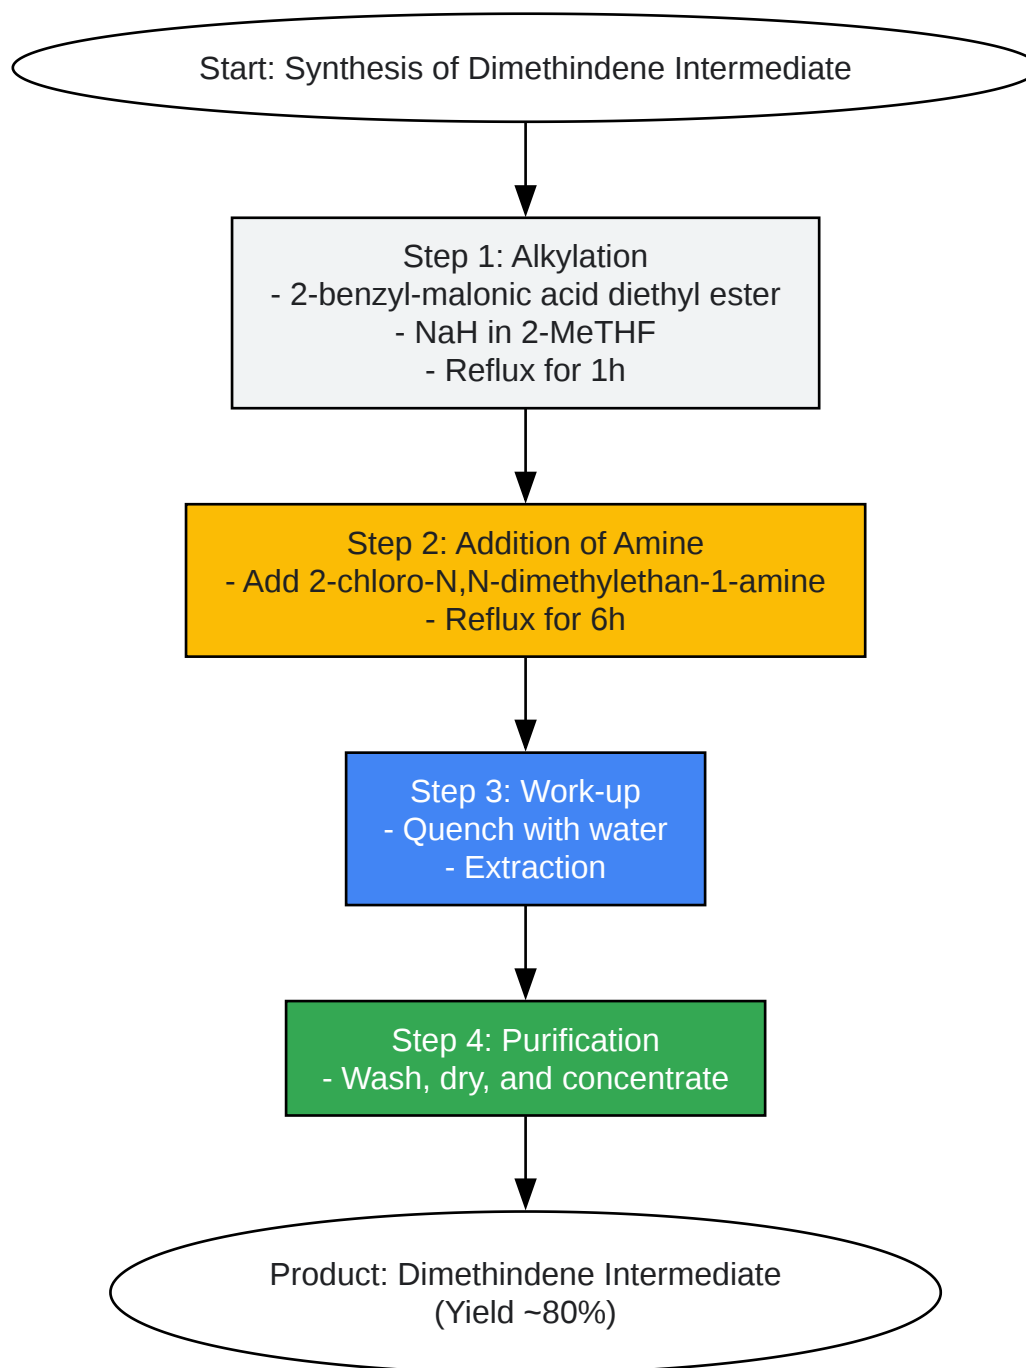 Start: Synthesis of Dimethindene Intermediate
Step 1: Alkylation
- 2-benzyl-malonic acid diethyl ester
- NaH in 2-MeTHF
- Reflux for 1h
Step 2: Addition of Amine
- Add 2-chloro-N,N-dimethylethan-1-amine
- Reflux for 6h
Step 3: Work-up
- Quench with water
- Extraction
Step 4: Purification
- Wash, dry, and concentrate
Product: Dimethindene Intermediate
(Yield ~80%)